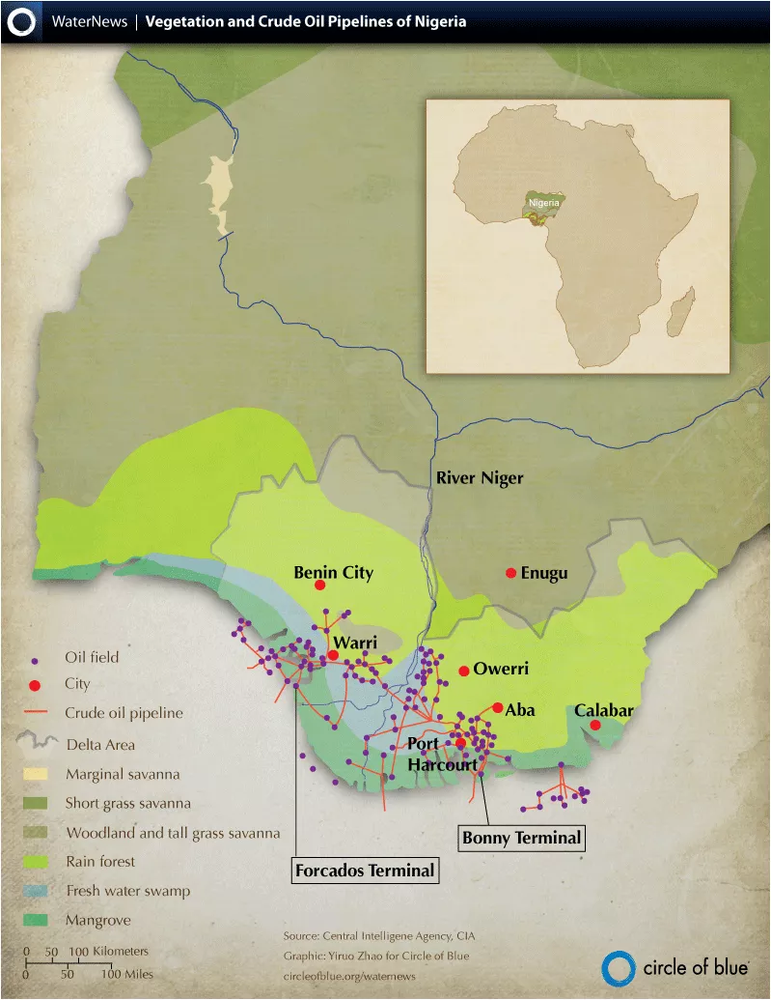 WaterNews | Vegetation and Crude Oil Pipelines of Nigeria
Nigeria
River Niger
Benin City
Enugu
Warri
Owerri
Aba
Calabar
Port
Harcourt
Bonny Terminal
Forcados Terminal
Oil field
City
Crude oil pipeline
Delta Area
Marginal savanna
Short grass savanna
Woodland and tall grass savanna
Rain forest
Fresh water swamp
Mangrove
0 50 100 Kilometers
0 50 100 Miles
Source: Central Intelligene Agency, CIA
Graphic: Yiruo Zhao for Circle of Blue
circleofblue.org/waternews
circle of blue